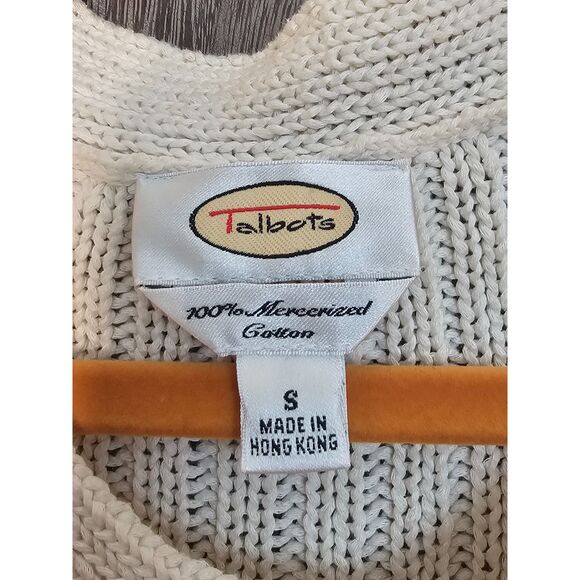 Talbots
100% Mercerized
Cotton
S
MADE IN
HONG KONG